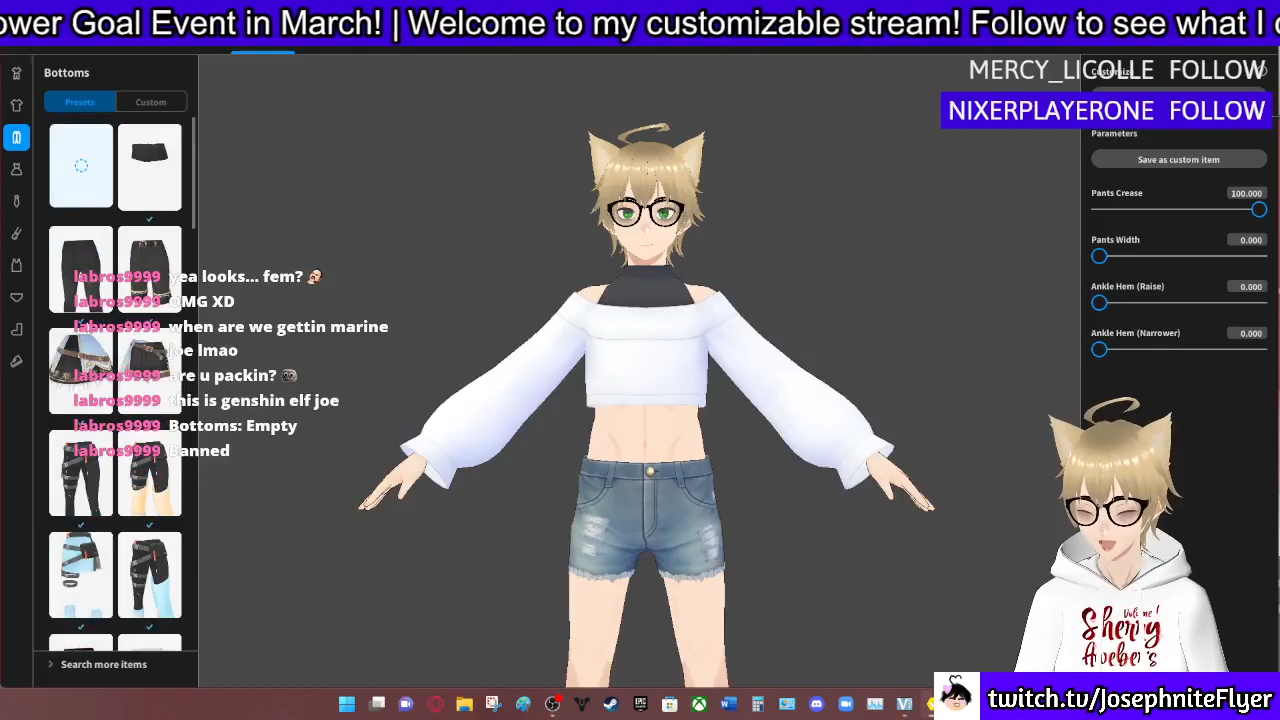 ower Goal Event in March! | Welcome to my customizable stream! Follow to see what I
Bottoms
Presets
Custom
MERCY_LICOLLE FOLLOW
NIXERPLAYERONE FOLLOW
Parameters
Save as custom item
Pants Crease 100.000
Pants Width 0.000
Ankle Hem (Raise) 0.000
Ankle Hem (Narrower) 0.000
labros9999 yea looks... fem?
labros9999 OMG XD
labros9999 when are we gettin marine
joe lmao
labros9999 are u packin?
labros9999 this is genshin elf joe
labros9999 Bottoms: Empty
labros9999 Banned
Search more items
Sherry
twitch.tv/JosephniteFlyer